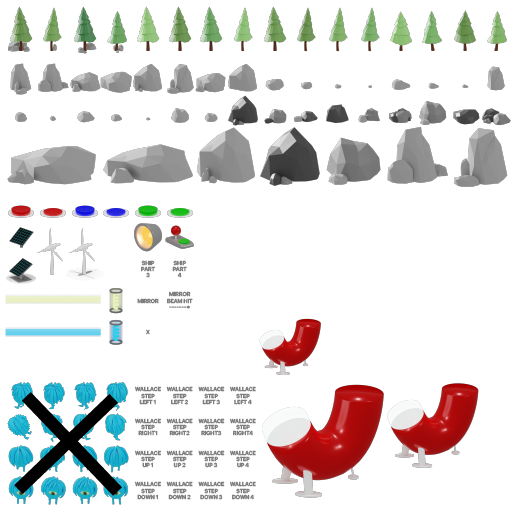 SHIP
PART
3
SHIP
PART
4
MIRROR
MIRROR
BEAM HIT
X
WALLACE
STEP
LEFT 1
WALLACE
STEP
LEFT 2
WALLACE
STEP
LEFT 3
WALLACE
STEP
LEFT 4
WALLACE
STEP
RIGHT1
WALLACE
STEP
RIGHT2
WALLACE
STEP
RIGHT3
WALLACE
STEP
RIGHT4
WALLACE
STEP
UP 1
WALLACE
STEP
UP 2
WALLACE
STEP
UP 3
WALLACE
STEP
UP 4
WALLACE
STEP
DOWN 1
WALLACE
STEP
DOWN 2
WALLACE
STEP
DOWN 3
WALLACE
STEP
DOWN 4